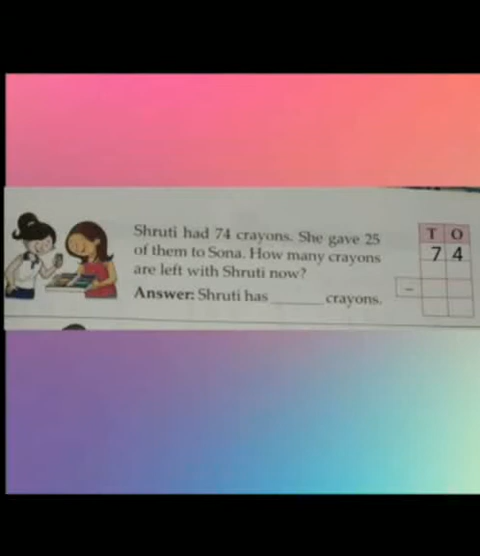 Shruti had 74 crayons. She gave 25
of them to Sona. How many crayons
are left with Shruti now?
Answer: Shruti has ______ crayons.
T O
7 4
–